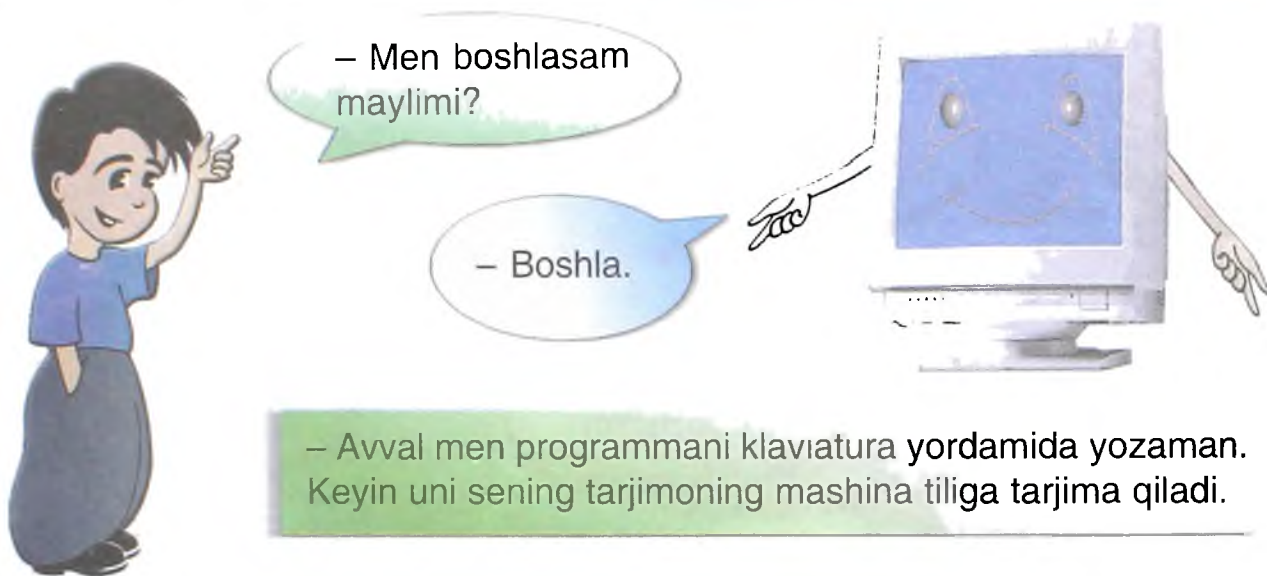 – Men boshlasam
maylimi?
– Boshla.
– Avval men programmani klaviatura yordamida yozaman.
Keyin uni sening tarjimoning mashina tiliga tarjima qiladi.